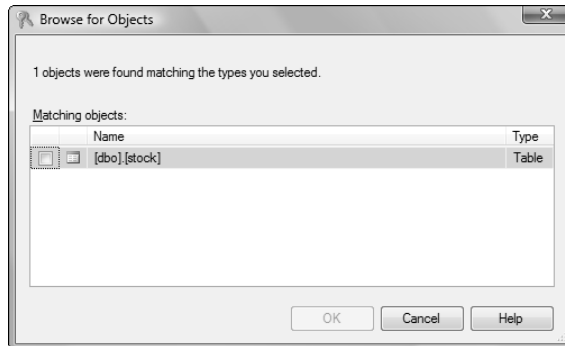 Browse for Objects
1 objects were found matching the types you selected.
Matching objects:
Name Type
[dbo].[stock] Table
OK Cancel Help